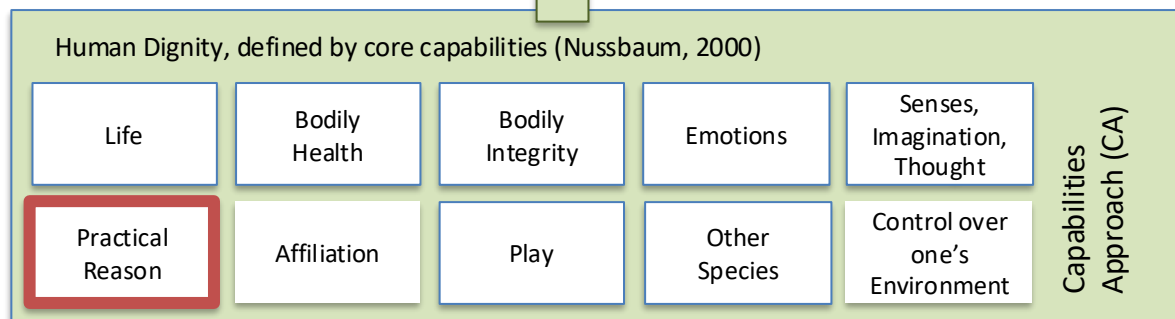 Human Dignity, defined by core capabilities (Nussbaum, 2000)
Life
Bodily
Health
Bodily
Integrity
Emotions
Senses,
Imagination,
Thought
Practical
Reason
Affiliation
Play
Other
Species
Control over
one’s
Environment
Capabilities
Approach (CA)